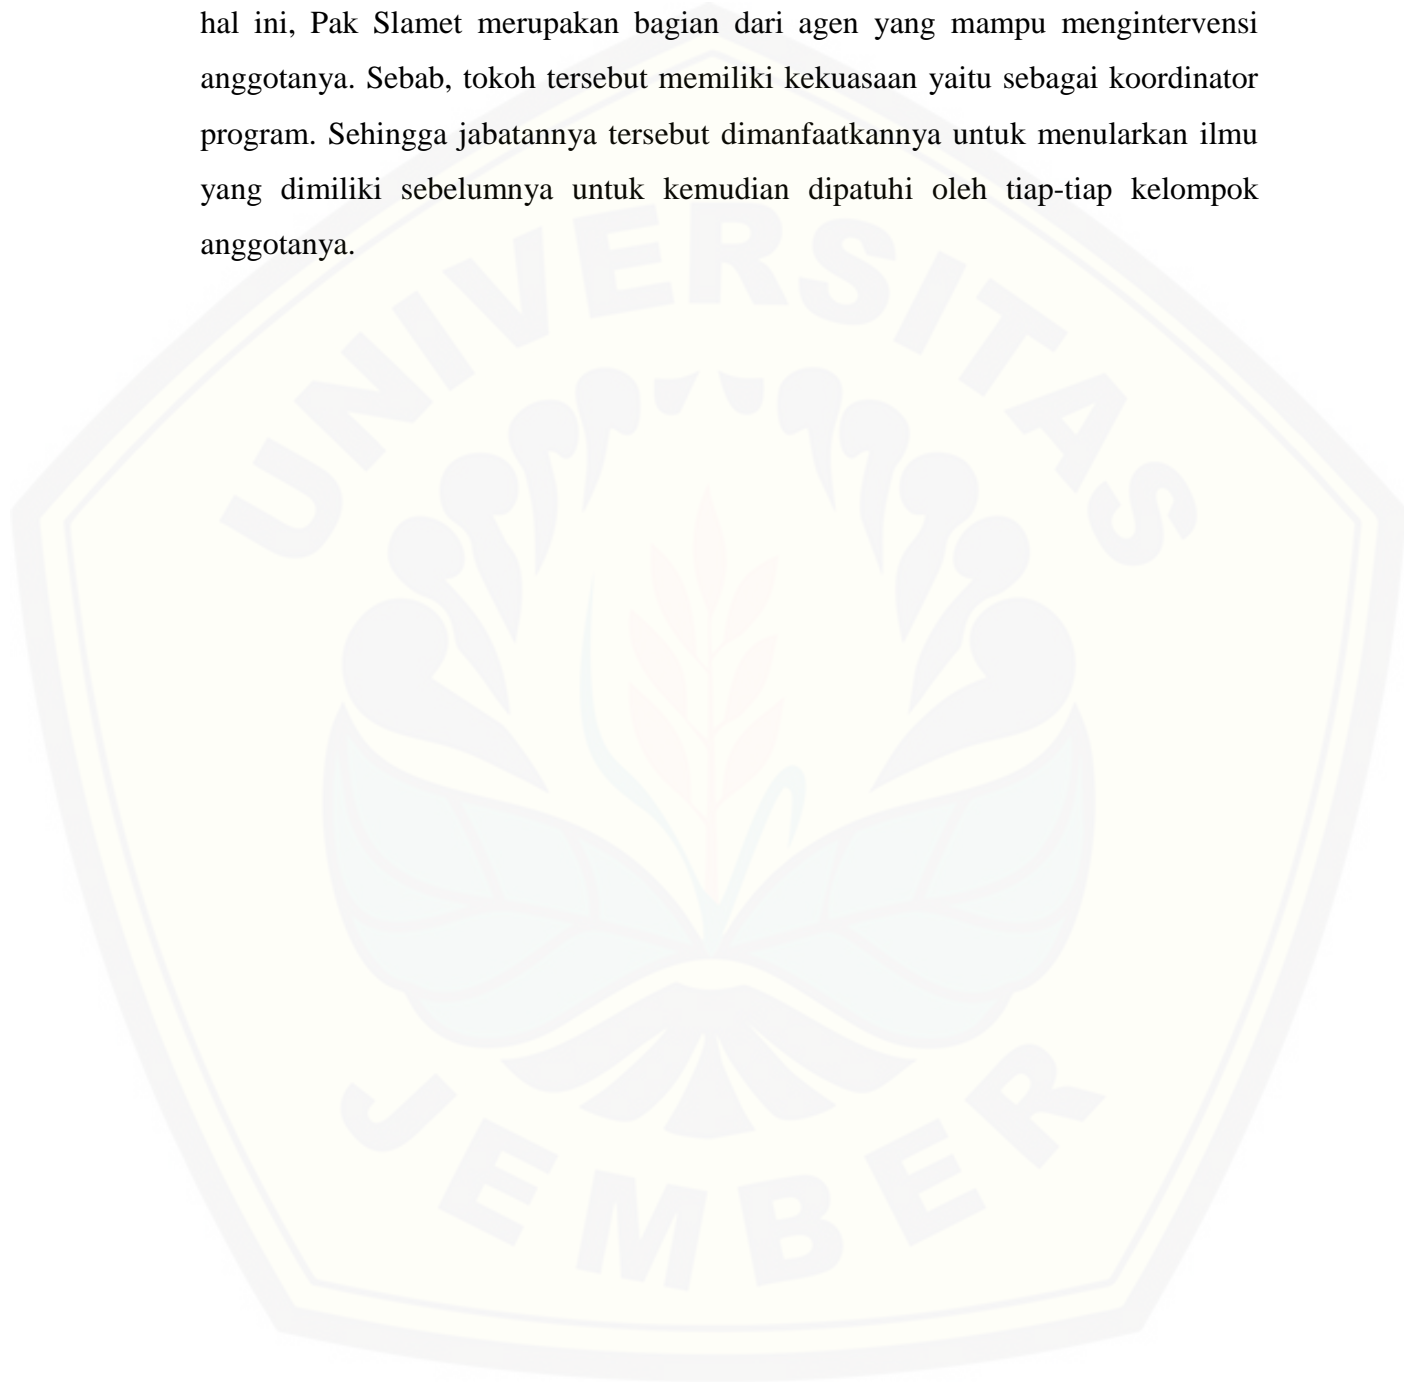 hal ini, Pak Slamet merupakan bagian dari agen yang mampu mengintervensi
anggotanya. Sebab, tokoh tersebut memiliki kekuasaan yaitu sebagai koordinator
program. Sehingga jabatannya tersebut dimanfaatkannya untuk menularkan ilmu
yang dimiliki sebelumnya untuk kemudian dipatuhi oleh tiap-tiap kelompok
anggotanya.
UNIVERSITAS
JEMBER